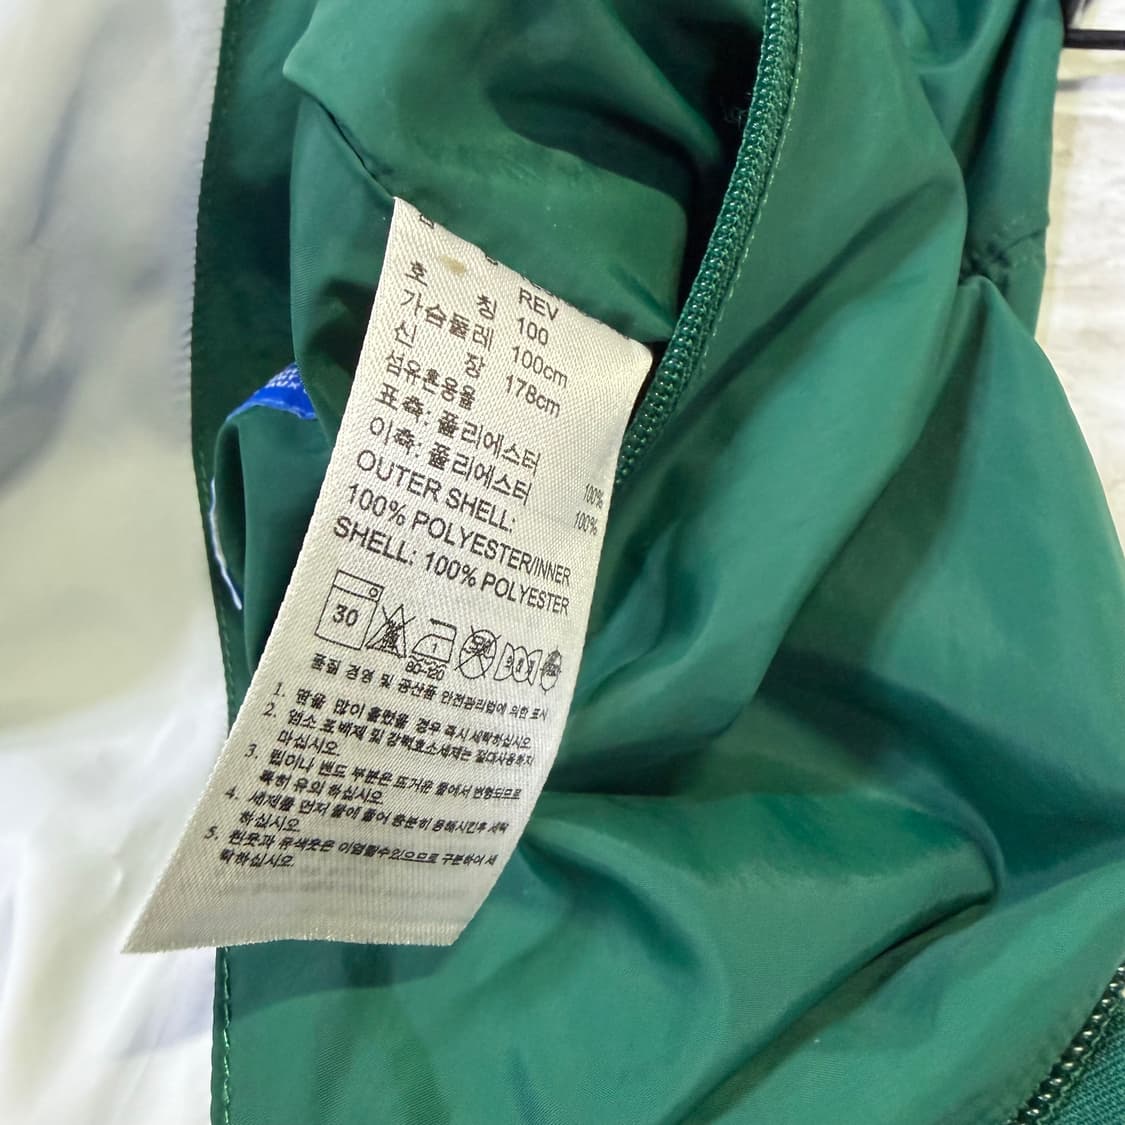 REV
호 칭 100
가슴둘레 100cm
신 장 178cm
섬유혼용율
표측: 폴리에스터 100%
이측: 폴리에스터 100%
OUTER SHELL:
100% POLYESTER/INNER
SHELL: 100% POLYESTER
30
80-120
품질 경영 및 공산품 안전관리법에 의한 표시
1. 땀을 많이 흘렸을 경우 즉시 세탁하십시오
2. 염소 표백제 및 강력효소세제는 절대사용하지
마십시오.
3. 립이나 밴드 부분은 뜨거운 물에서 변형되므로
특히 유의 하십시오
4. 세제를 먼저 물에 풀어 충분히 용해시킨후 세탁
하십시오
5. 흰옷과 유색옷은 이염될수있으므로 구분하여 세
탁하십시오.